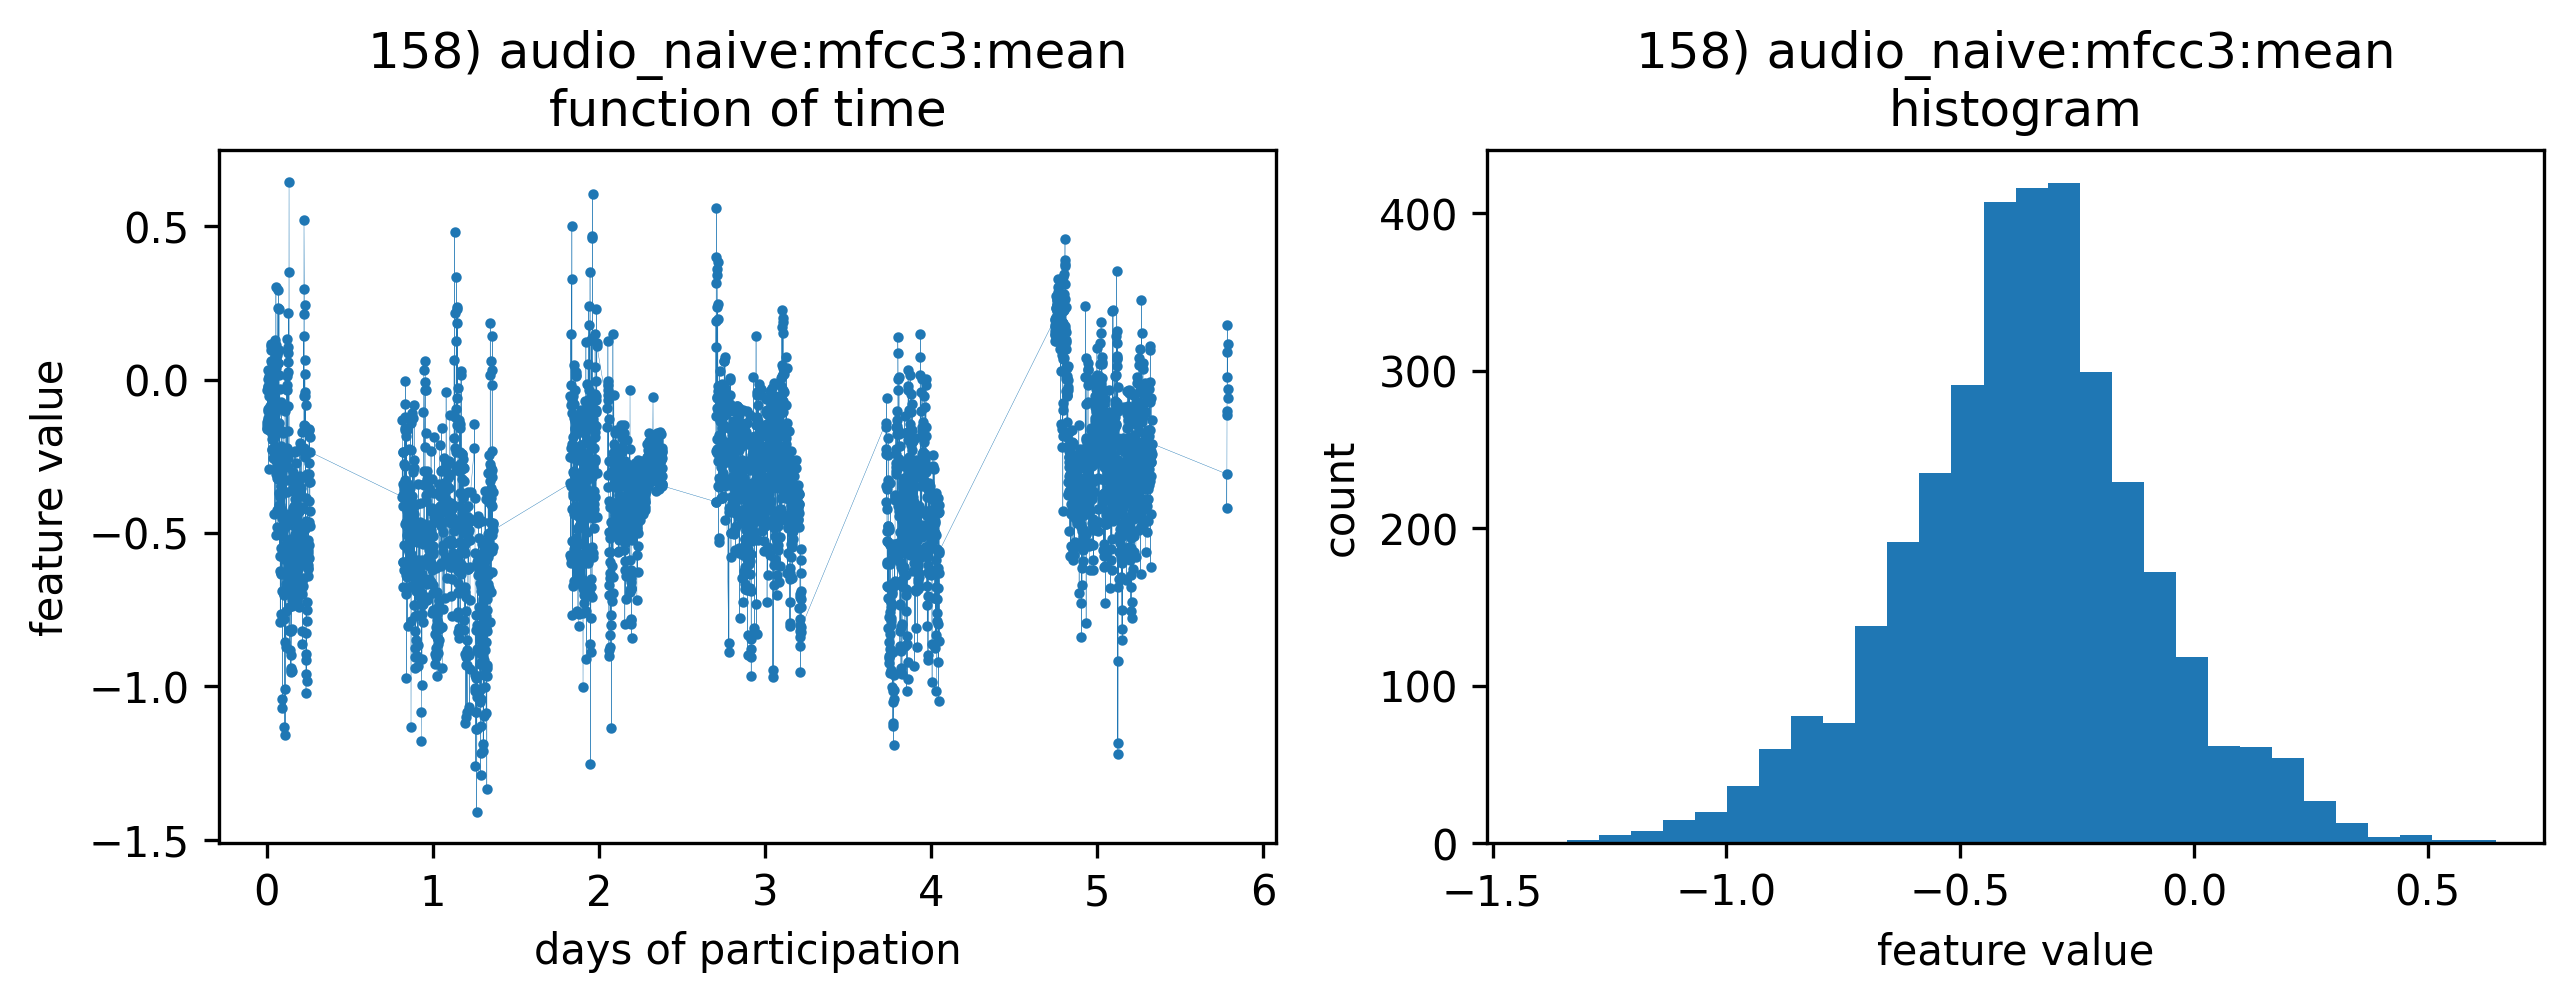 158) audio_naive:mfcc3:mean
function of time
feature value
0.5
0.0
−0.5
−1.0
−1.5
0 1 2 3 4 5 6
days of participation
158) audio_naive:mfcc3:mean
histogram
count
400
300
200
100
0
−1.5 −1.0 −0.5 0.0 0.5
feature value